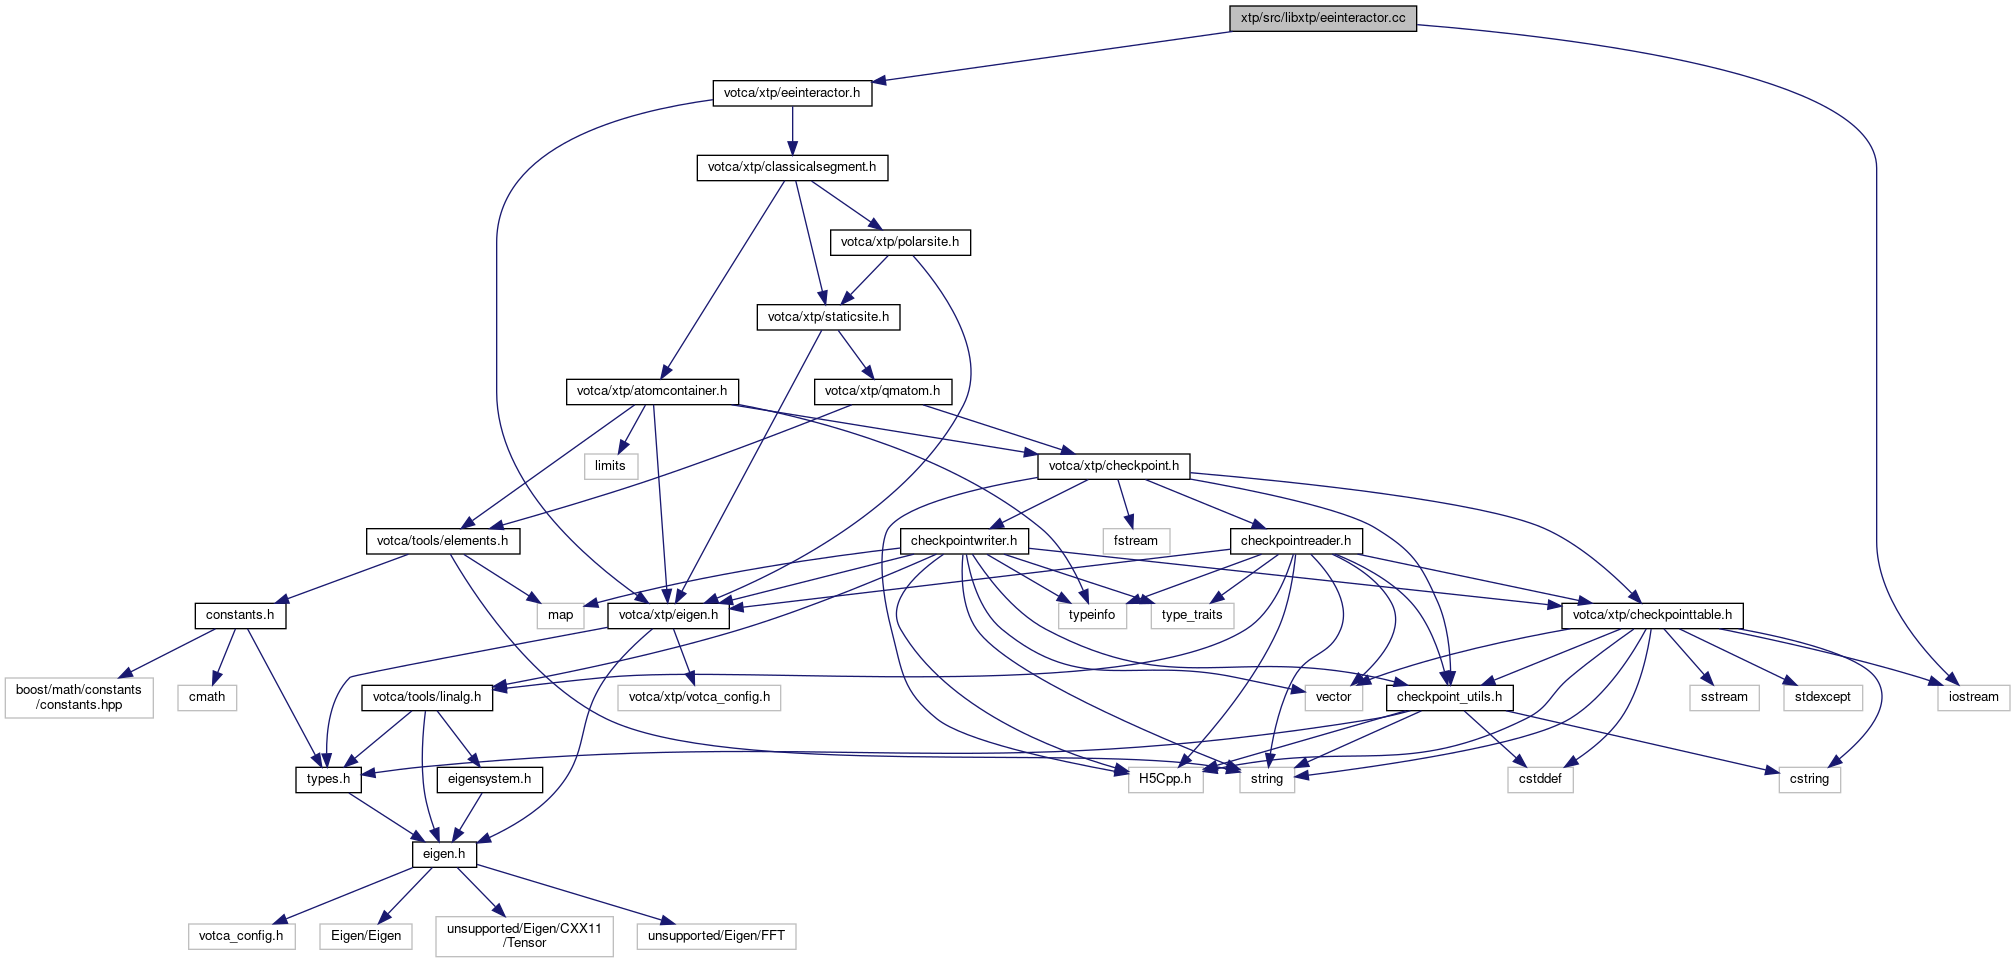 xtp/src/libxtp/eeinteractor.cc
votca/xtp/eeinteractor.h
votca/xtp/classicalsegment.h
votca/xtp/polarsite.h
votca/xtp/staticsite.h
votca/xtp/atomcontainer.h
votca/xtp/qmatom.h
limits
votca/xtp/checkpoint.h
votca/tools/elements.h
checkpointwriter.h
fstream
checkpointreader.h
constants.h
map
votca/xtp/eigen.h
typeinfo
type_traits
votca/xtp/checkpointtable.h
boost/math/constants
/constants.hpp
cmath
votca/tools/linalg.h
votca/xtp/votca_config.h
vector
checkpoint_utils.h
sstream
stdexcept
iostream
types.h
eigensystem.h
H5Cpp.h
string
cstddef
cstring
eigen.h
votca_config.h
Eigen/Eigen
unsupported/Eigen/CXX11
/Tensor
unsupported/Eigen/FFT